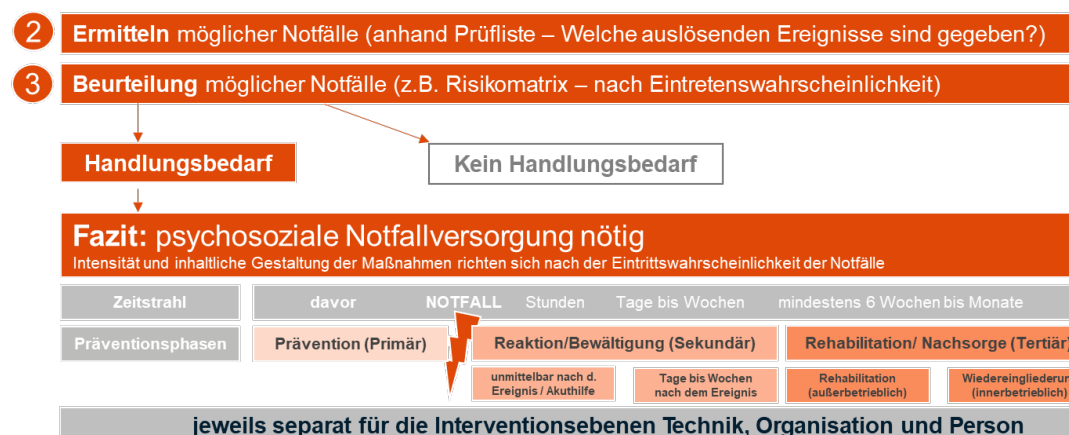 2 Ermitteln möglicher Notfälle (anhand Prüfliste – Welche auslösenden Ereignisse sind gegeben?)
3 Beurteilung möglicher Notfälle (z.B. Risikomatrix – nach Eintretenswahrscheinlichkeit)
Handlungsbedarf
Kein Handlungsbedarf
Fazit: psychosoziale Notfallversorgung nötig
Intensität und inhaltliche Gestaltung der Maßnahmen richten sich nach der Eintrittswahrscheinlichkeit der Notfälle
Zeitstrahl davor NOTFALL Stunden Tage bis Wochen mindestens 6 Wochen bis Monate
Präventionsphasen Prävention (Primär) Reaktion/Bewältigung (Sekundär) Rehabilitation/ Nachsorge (Tertiär)
unmittelbar nach d.
Ereignis / Akuthilfe
Tage bis Wochen
nach dem Ereignis
Rehabilitation
(außerbetrieblich)
Wiedereingliederun
(innerbetrieblich)
jeweils separat für die Interventionsebenen Technik, Organisation und Person